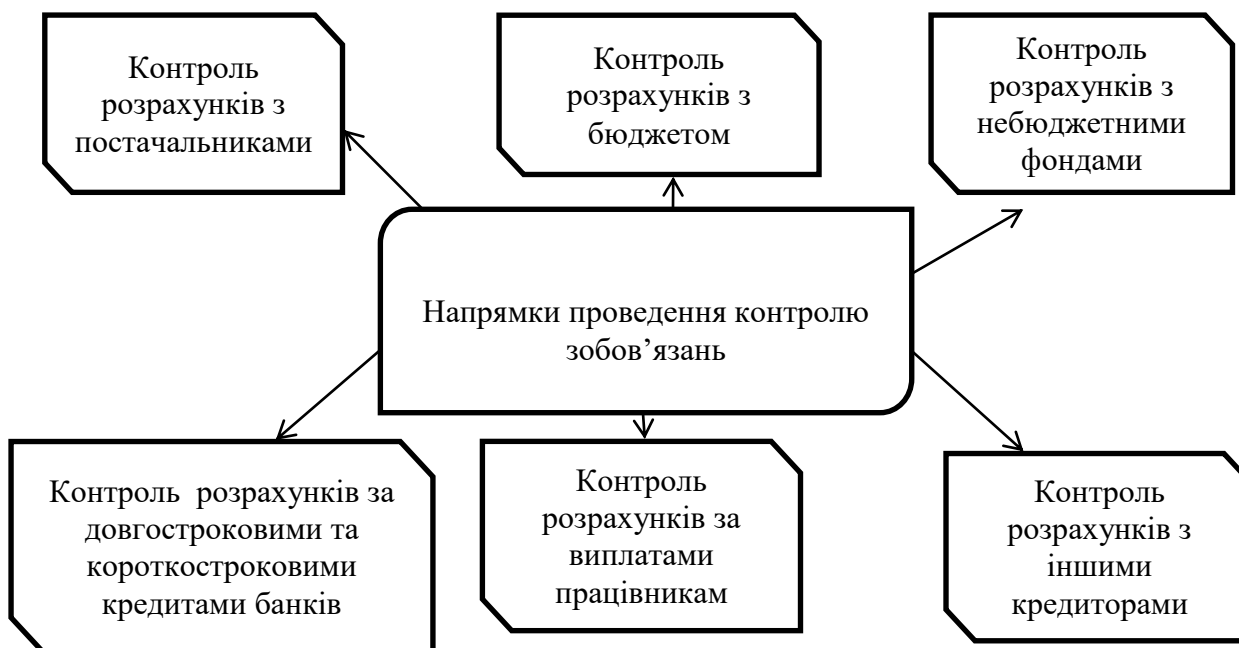 Контроль
розрахунків з
постачальниками
Контроль
розрахунків з
бюджетом
Контроль
розрахунків з
небюджетними
фондами
Напрямки проведення контролю
зобов’язань
Контроль розрахунків за
довгостроковими та
короткостроковими
кредитами банків
Контроль
розрахунків за
виплатами
працівникам
Контроль
розрахунків з
іншими
кредиторами